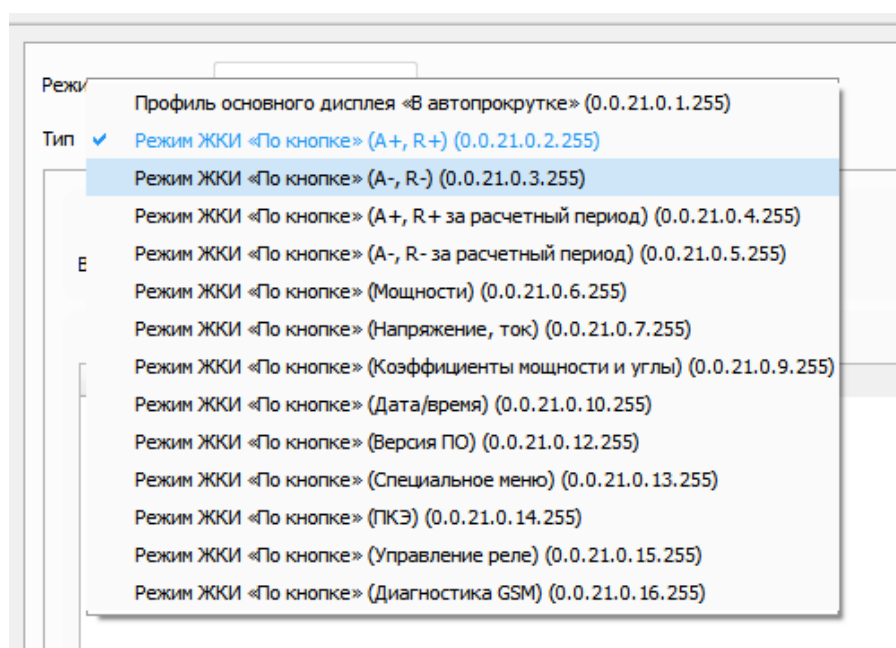 Режи
Профиль основного дисплея «В автопрокрутке» (0.0.21.0.1.255)
Тип ✓ Режим ЖКИ «По кнопке» (A+, R+) (0.0.21.0.2.255)
Режим ЖКИ «По кнопке» (A-, R-) (0.0.21.0.3.255)
Режим ЖКИ «По кнопке» (A+, R+ за расчетный период) (0.0.21.0.4.255)
Режим ЖКИ «По кнопке» (A-, R- за расчетный период) (0.0.21.0.5.255)
Режим ЖКИ «По кнопке» (Мощности) (0.0.21.0.6.255)
Режим ЖКИ «По кнопке» (Напряжение, ток) (0.0.21.0.7.255)
Режим ЖКИ «По кнопке» (Коэффициенты мощности и углы) (0.0.21.0.9.255)
Режим ЖКИ «По кнопке» (Дата/время) (0.0.21.0.10.255)
Режим ЖКИ «По кнопке» (Версия ПО) (0.0.21.0.12.255)
Режим ЖКИ «По кнопке» (Специальное меню) (0.0.21.0.13.255)
Режим ЖКИ «По кнопке» (ПКЭ) (0.0.21.0.14.255)
Режим ЖКИ «По кнопке» (Управление реле) (0.0.21.0.15.255)
Режим ЖКИ «По кнопке» (Диагностика GSM) (0.0.21.0.16.255)